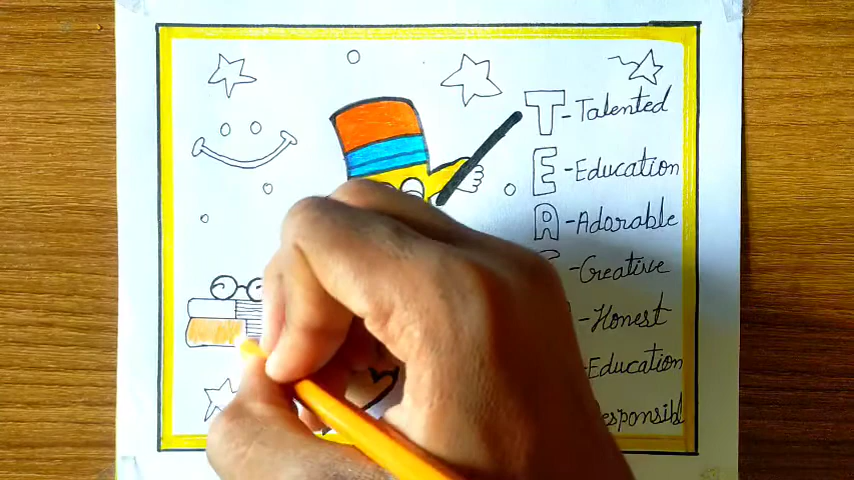 T-Talented
E-Education
A-Adorable
-Creative
-Honest
-Education